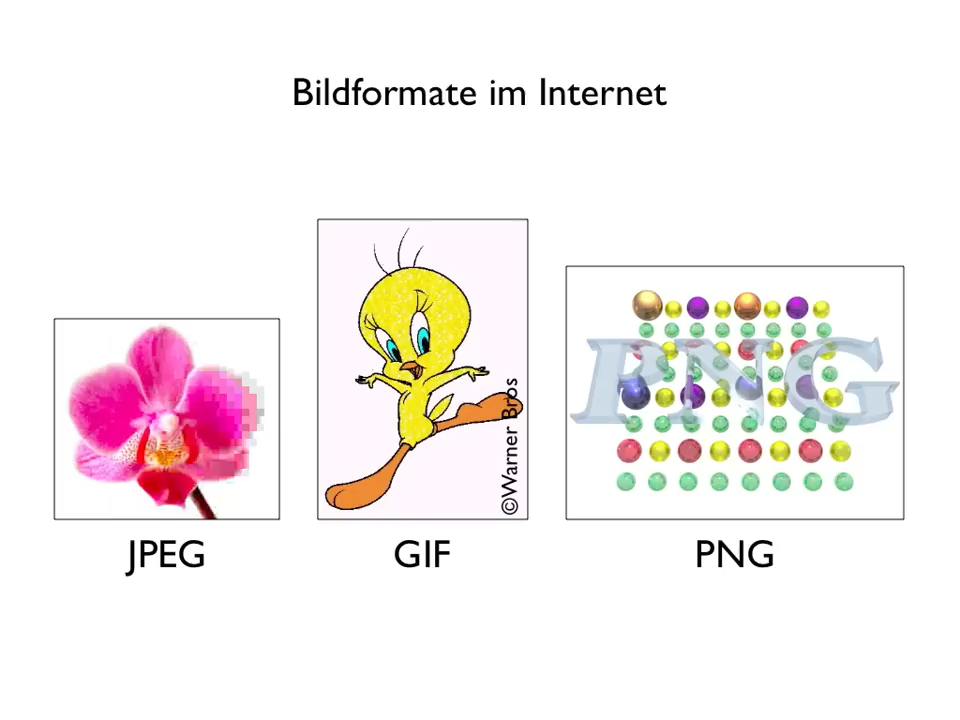 Bildformate im Internet
©Warner Bros
PNG
JPEG
GIF
PNG